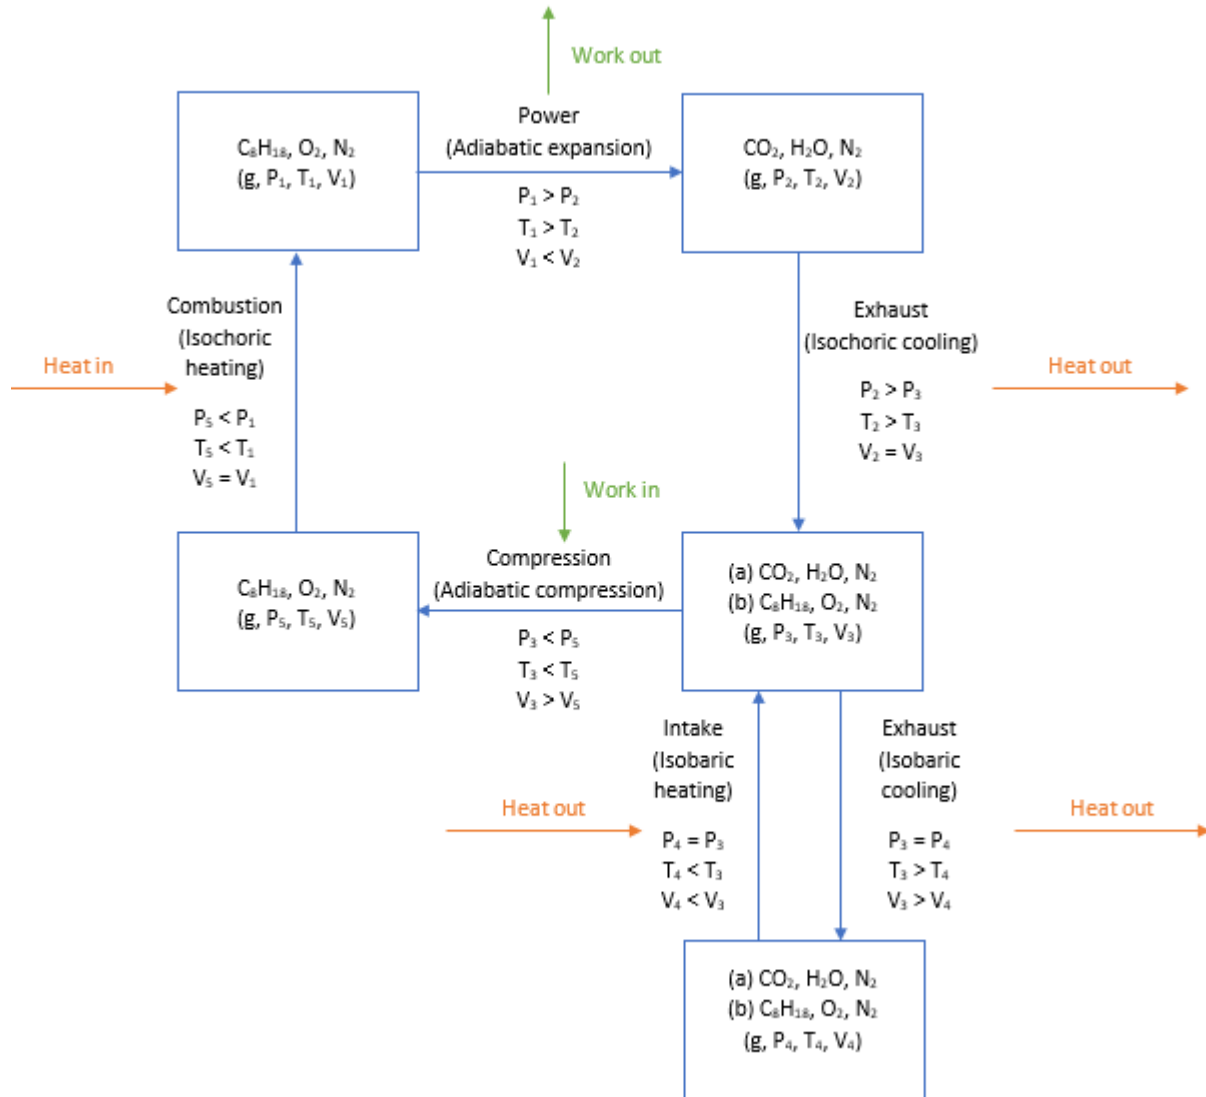 Work out
Power
(Adiabatic expansion)
P₁ > P₂
T₁ > T₂
V₁ < V₂
C₈H₁₈, O₂, N₂
(g, P₁, T₁, V₁)
CO₂, H₂O, N₂
(g, P₂, T₂, V₂)
Combustion
(Isochoric
heating)
Heat in
P₅ < P₁
T₅ < T₁
V₅ = V₁
Exhaust
(Isochoric cooling)
Heat out
P₂ > P₃
T₂ > T₃
V₂ = V₃
Work in
Compression
(Adiabatic compression)
P₃ < P₅
T₃ < T₅
V₃ > V₅
C₈H₁₈, O₂, N₂
(g, P₅, T₅, V₅)
(a) CO₂, H₂O, N₂
(b) C₈H₁₈, O₂, N₂
(g, P₃, T₃, V₃)
Intake
(Isobaric
heating)
Heat out
P₄ = P₃
T₄ < T₃
V₄ < V₃
Exhaust
(Isobaric
cooling)
Heat out
P₃ = P₄
T₃ > T₄
V₃ > V₄
(a) CO₂, H₂O, N₂
(b) C₈H₁₈, O₂, N₂
(g, P₄, T₄, V₄)